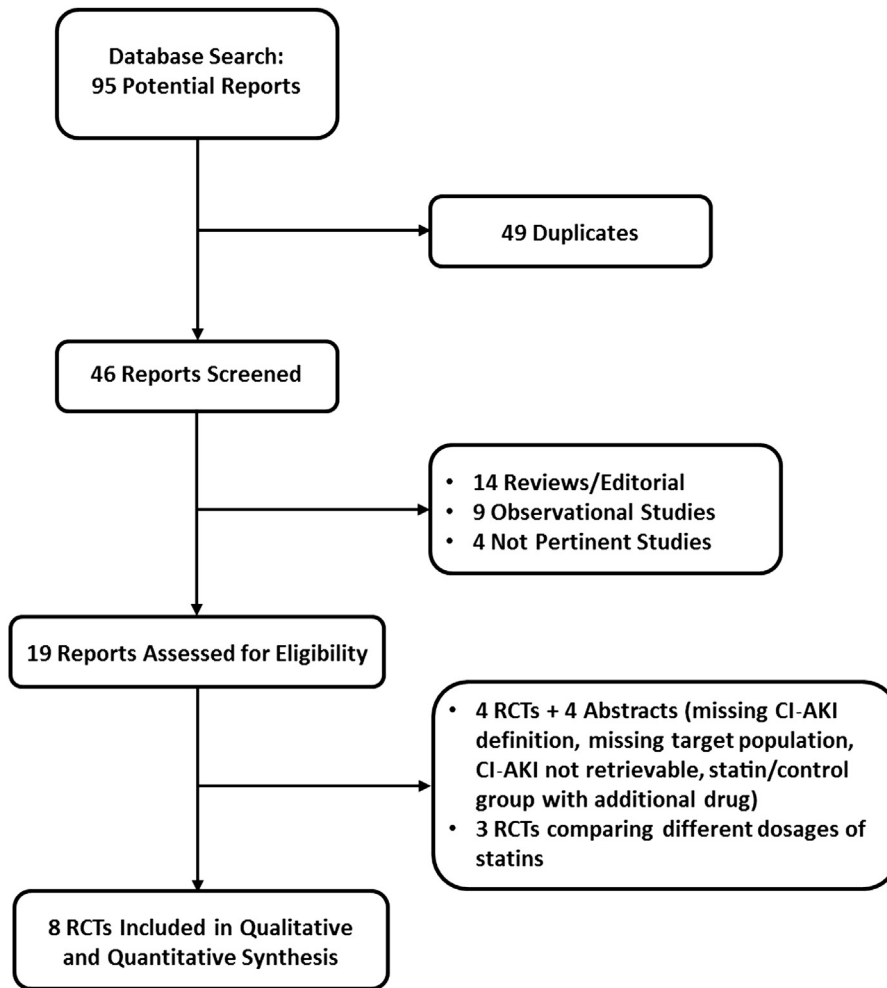 Database Search:
95 Potential Reports
49 Duplicates
46 Reports Screened
• 14 Reviews/Editorial
• 9 Observational Studies
• 4 Not Pertinent Studies
19 Reports Assessed for Eligibility
• 4 RCTs + 4 Abstracts (missing CI-AKI
definition, missing target population,
CI-AKI not retrievable, statin/control
group with additional drug)
• 3 RCTs comparing different dosages of
statins
8 RCTs Included in Qualitative
and Quantitative Synthesis